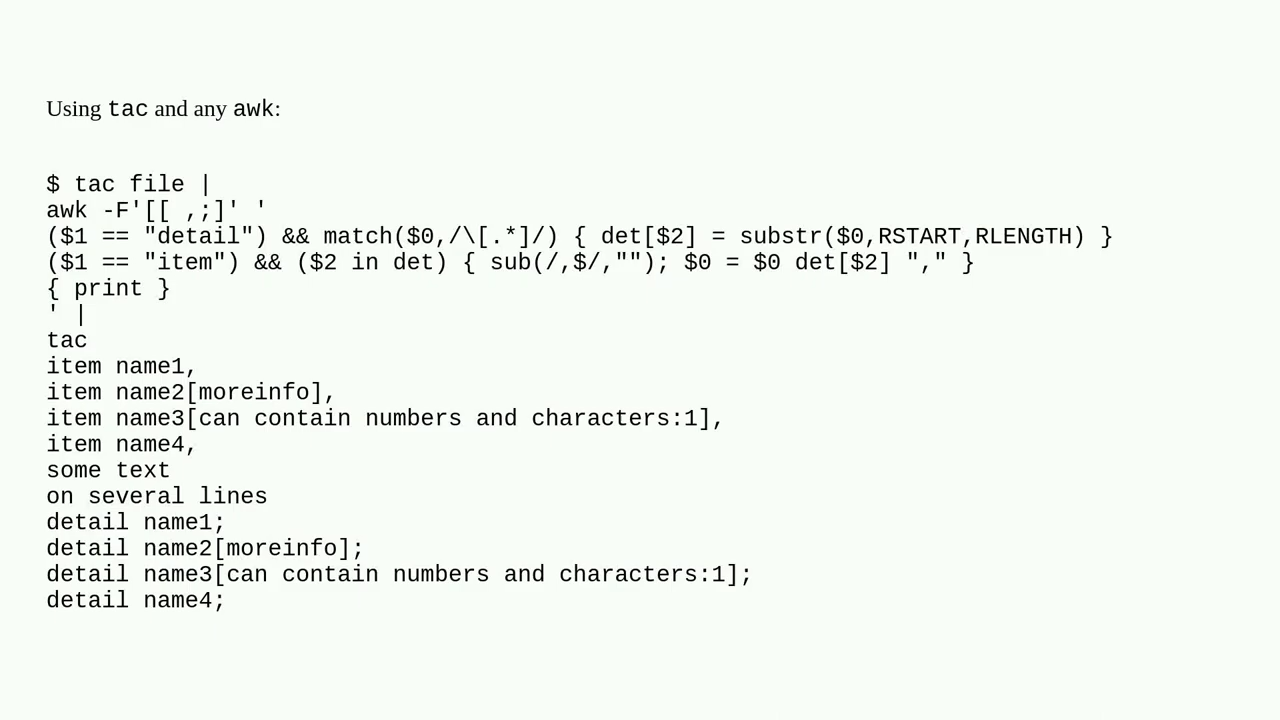 Using tac and any awk:
$ tac file |
awk -F'[[ ,;]' '
($1 == "detail") && match($0,/\[.*]/) { det[$2] = substr($0,RSTART,RLENGTH) }
($1 == "item") && ($2 in det) { sub(/,$/,""); $0 = $0 det[$2] "," }
{ print }
' |
tac
item name1,
item name2[moreinfo],
item name3[can contain numbers and characters:1],
item name4,
some text
on several lines
detail name1;
detail name2[moreinfo];
detail name3[can contain numbers and characters:1];
detail name4;